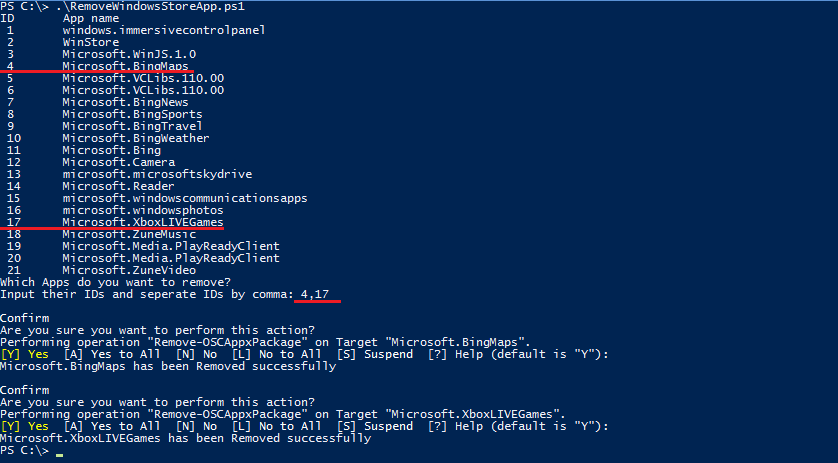 PS C:\> .\RemoveWindowsStoreApp.ps1
ID App name
1 windows.immersivecontrolpanel
2 WinStore
3 Microsoft.WinJS.1.0
4 Microsoft.BingMaps
5 Microsoft.VCLibs.110.00
6 Microsoft.VCLibs.110.00
7 Microsoft.BingNews
8 Microsoft.BingSports
9 Microsoft.BingTravel
10 Microsoft.BingWeather
11 Microsoft.Bing
12 Microsoft.Camera
13 microsoft.microsoftskydrive
14 Microsoft.Reader
15 microsoft.windowscommunicationsapps
16 microsoft.windowsphotos
17 Microsoft.XboxLIVEGames
18 Microsoft.ZuneMusic
19 Microsoft.Media.PlayReadyClient
20 Microsoft.Media.PlayReadyClient
21 Microsoft.ZuneVideo
Which Apps do you want to remove?
Input their IDs and seperate IDs by comma: 4,17
Confirm
Are you sure you want to perform this action?
Performing operation "Remove-OSCAppxPackage" on Target "Microsoft.BingMaps".
[Y] Yes [A] Yes to All [N] No [L] No to All [S] Suspend [?] Help (default is "Y"):
Microsoft.BingMaps has been Removed successfully
Confirm
Are you sure you want to perform this action?
Performing operation "Remove-OSCAppxPackage" on Target "Microsoft.XboxLIVEGames".
[Y] Yes [A] Yes to All [N] No [L] No to All [S] Suspend [?] Help (default is "Y"):
Microsoft.XboxLIVEGames has been Removed successfully
PS C:\> _